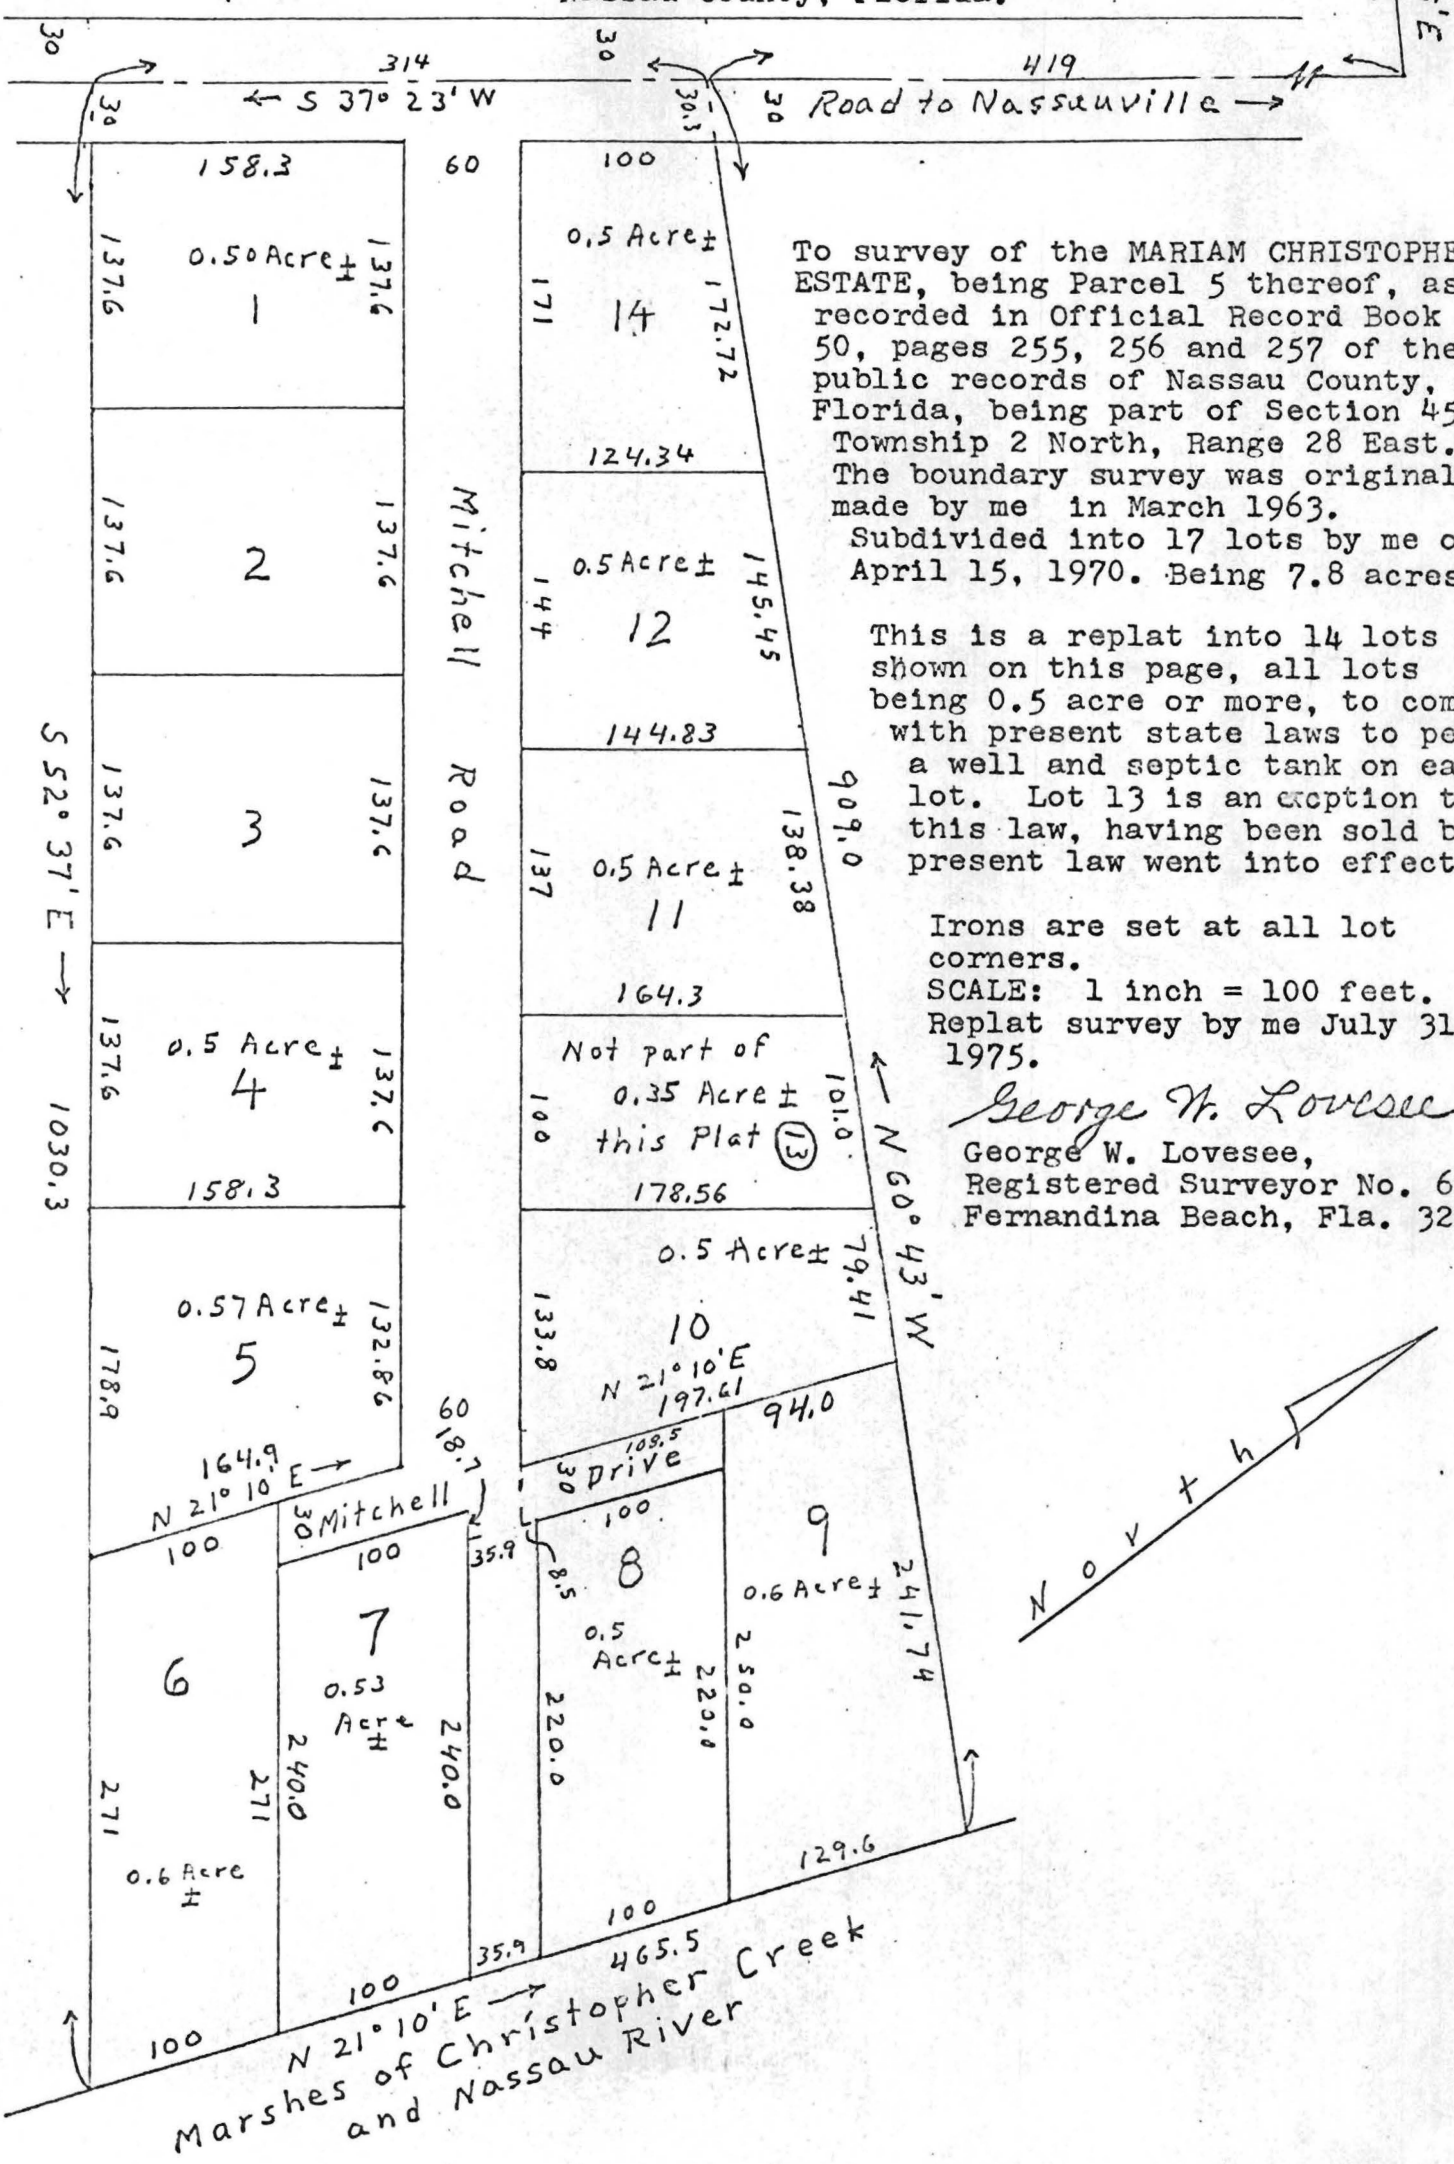 Nassau County, Florida.
30
30
'E
314
419
← S 37° 23' W
30
30.3
30
Road to Nassauville →
158.3
60
100
137.6
0.50 Acre ±
137.6
1
171
0.5 Acre ±
14
172.72
124.34
137.6
2
137.6
Mitchell Road
144
0.5 Acre ±
12
145.45
144.83
S 52° 37' E → 1030.3
137.6
3
137.6
137
0.5 Acre ±
11
138.38
909.0
164.3
137.6
0.5 Acre ±
4
137.6
158.3
Not part of
0.35 Acre ±
this Plat 13
100
101.0
178.56
← N 60° 43' W
0.57 Acre ±
5
178.9
132.86
0.5 Acre ±
79.41
133.8
10
N 21° 10' E
197.61
94.0
60
18.7
164.9
N 21° 10' E →
108.5
30 Drive
30 Mitchell
100
100
100
35.9
8.5
6
7
8
9
0.53
Acre
±
0.5
Acre ±
0.6 Acre ±
241.74
271
271
240.0
240.0
220.0
220.0
250.0
0.6 Acre
±
129.6
100
35.9
465.5
100
100
N 21° 10' E →
Marshes of Christopher Creek
and Nassau River
To survey of the MARIAM CHRISTOPHE
ESTATE, being Parcel 5 thereof, as
recorded in Official Record Book
50, pages 255, 256 and 257 of the
public records of Nassau County,
Florida, being part of Section 45
Township 2 North, Range 28 East.
The boundary survey was original
made by me in March 1963.
Subdivided into 17 lots by me o
April 15, 1970. Being 7.8 acres
This is a replat into 14 lots
shown on this page, all lots
being 0.5 acre or more, to com
with present state laws to pe
a well and septic tank on ea
lot. Lot 13 is an excption t
this law, having been sold b
present law went into effect
Irons are set at all lot
corners.
SCALE: 1 inch = 100 feet.
Replat survey by me July 31
1975.
George W. Lovesee
George W. Lovesee,
Registered Surveyor No. 6
Fernandina Beach, Fla. 32
North